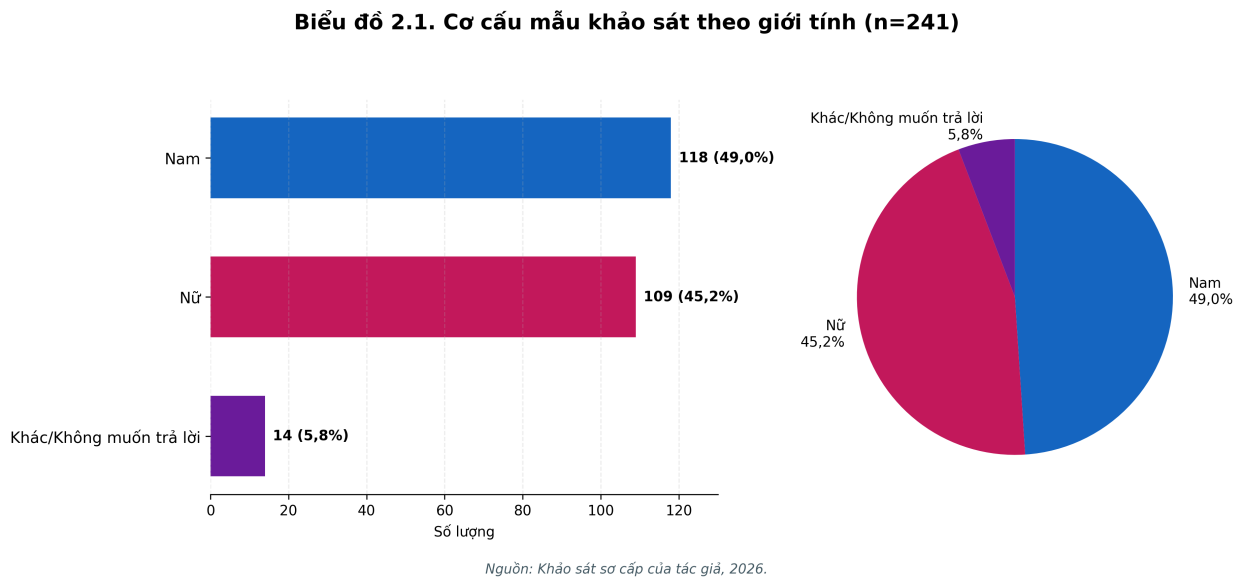 Biểu đồ 2.1. Cơ cấu mẫu khảo sát theo giới tính (n=241)
Nam
118 (49,0%)
Nữ
109 (45,2%)
Khác/Không muốn trả lời
14 (5,8%)
0 20 40 60 80 100 120
Số lượng
Khác/Không muốn trả lời
5,8%
Nam
49,0%
Nữ
45,2%
Nguồn: Khảo sát sơ cấp của tác giả, 2026.